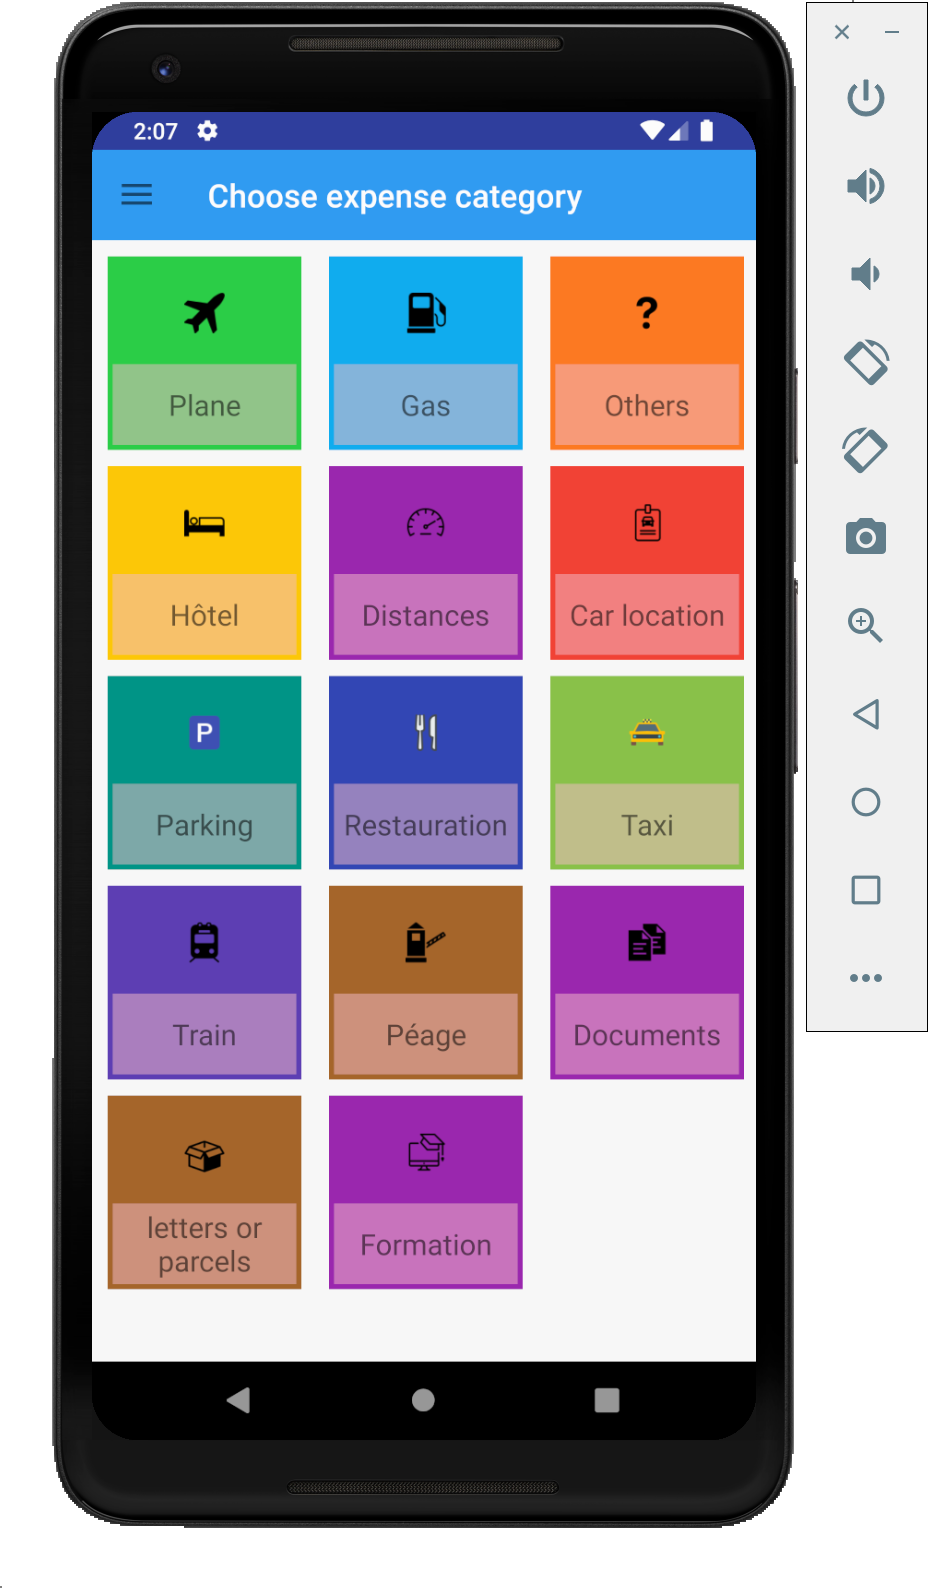 2:07
Choose expense category
Plane
Gas
?
Others
Hôtel
Distances
Car location
P
Parking
Restauration
Taxi
Train
Péage
Documents
letters or
parcels
Formation